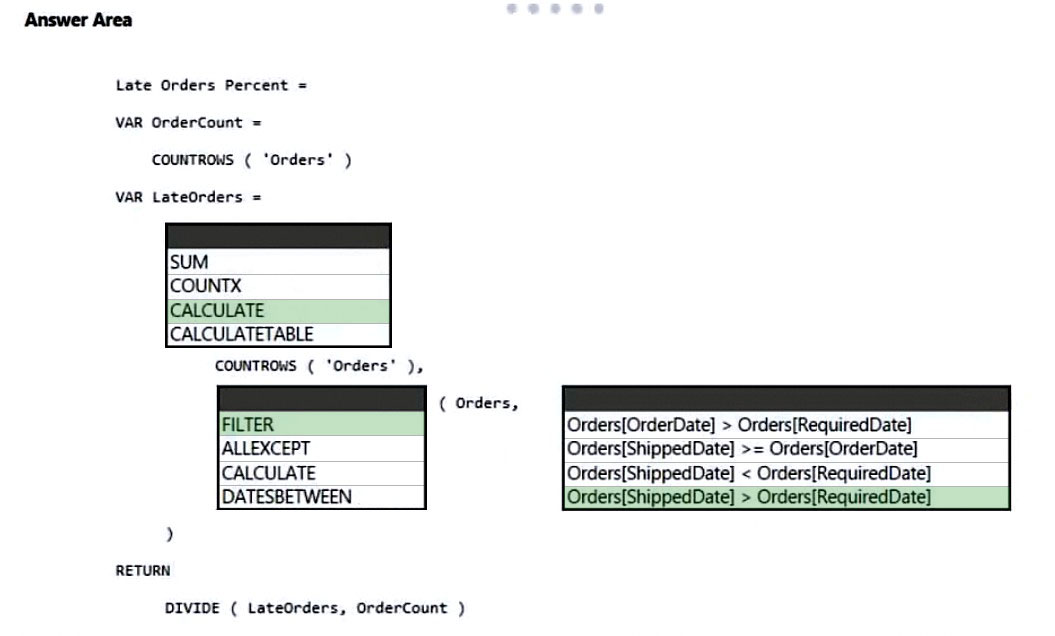 Answer Area
Late Orders Percent =
VAR OrderCount =
COUNTROWS ( 'Orders' )
VAR LateOrders =
SUM
COUNTX
CALCULATE
CALCULATETABLE
COUNTROWS ( 'Orders' ),
( Orders,
FILTER
ALLEXCEPT
CALCULATE
DATESBETWEEN
Orders[OrderDate] > Orders[RequiredDate]
Orders[ShippedDate] >= Orders[OrderDate]
Orders[ShippedDate] < Orders[RequiredDate]
Orders[ShippedDate] > Orders[RequiredDate]
)
RETURN
DIVIDE ( LateOrders, OrderCount )